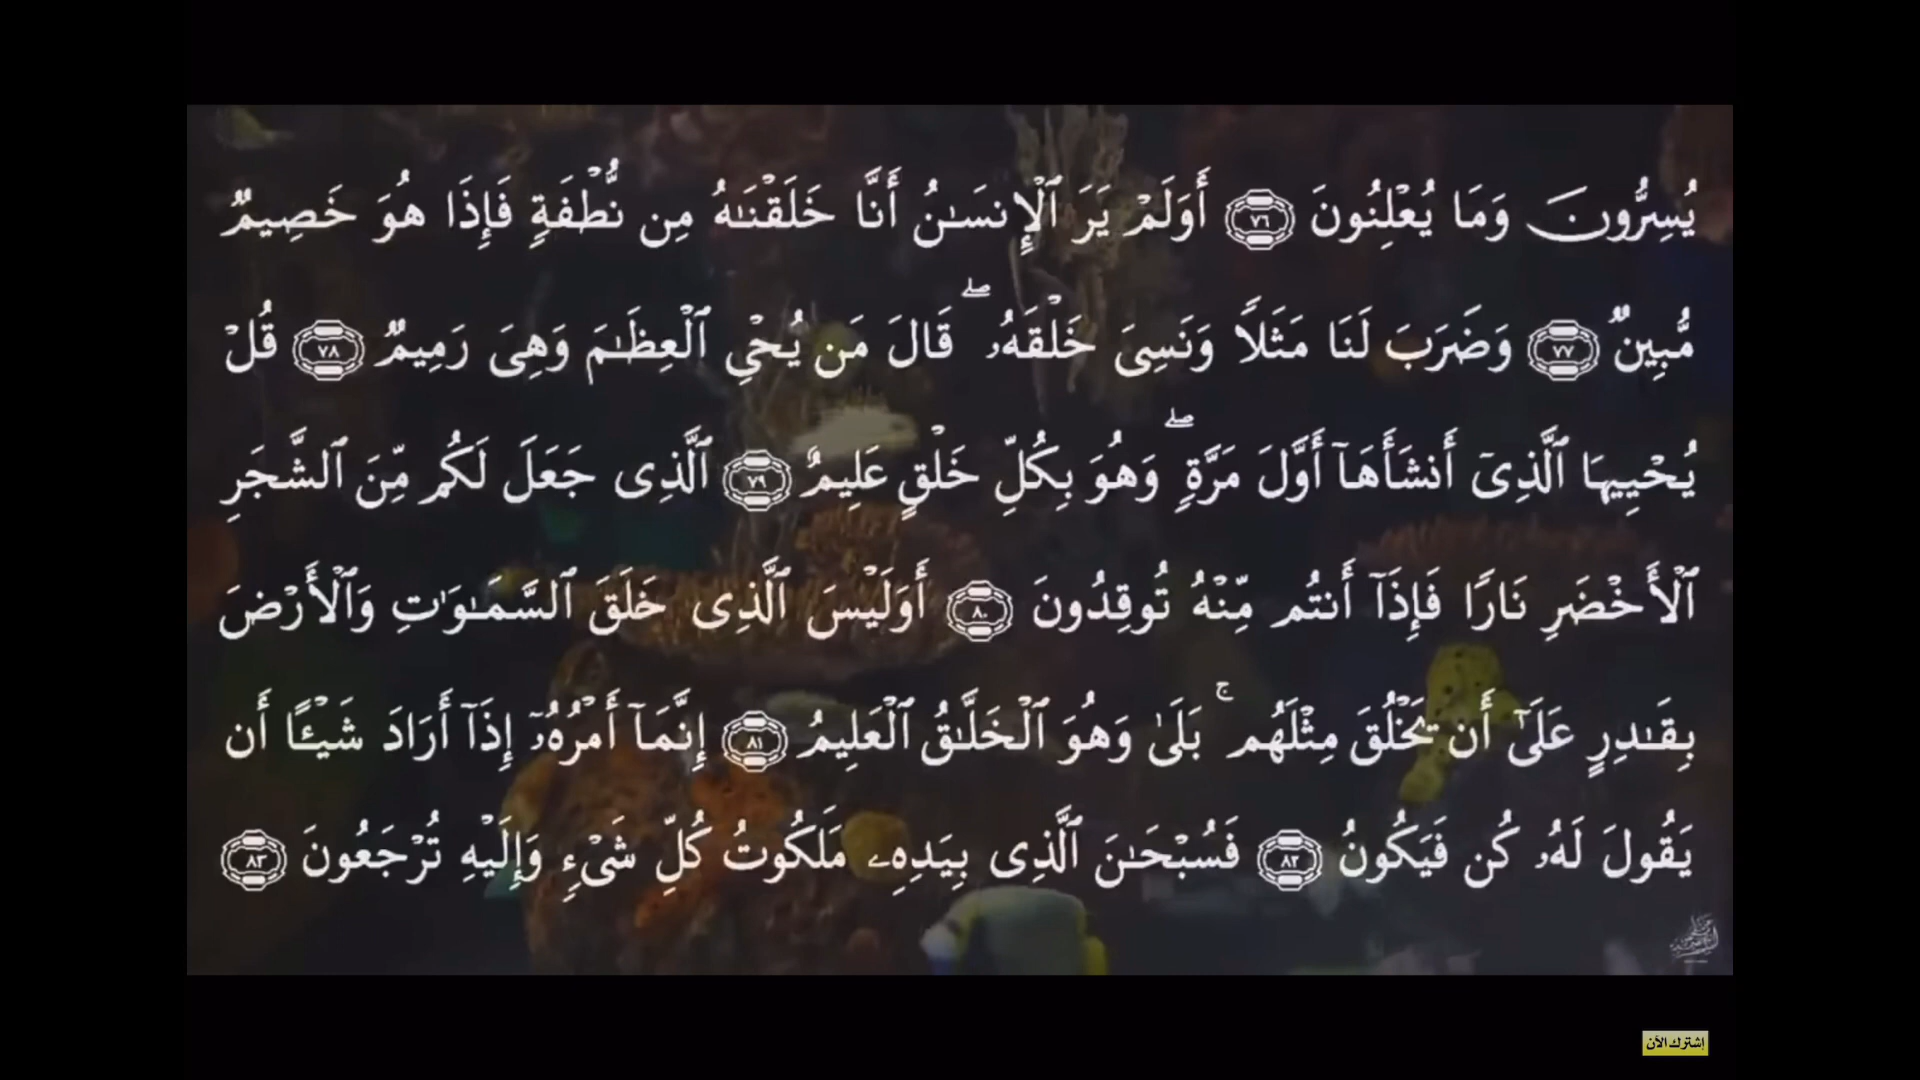 يُسِرُّونَ وَمَا يُعْلِنُونَ ٧٦ أَوَلَمْ يَرَ ٱلْإِنسَـٰنُ أَنَّا خَلَقْنَـٰهُ مِن نُّطْفَةٍ فَإِذَا هُوَ خَصِيمٌ
مُّبِينٌ ٧٧ وَضَرَبَ لَنَا مَثَلًا وَنَسِىَ خَلْقَهُۥ ۖ قَالَ مَن يُحْىِ ٱلْعِظَـٰمَ وَهِىَ رَمِيمٌ ٧٨ قُلْ
يُحْيِيهَا ٱلَّذِىٓ أَنشَأَهَآ أَوَّلَ مَرَّةٍ ۖ وَهُوَ بِكُلِّ خَلْقٍ عَلِيمٌ ٧٩ ٱلَّذِى جَعَلَ لَكُم مِّنَ ٱلشَّجَرِ
ٱلْأَخْضَرِ نَارًا فَإِذَآ أَنتُم مِّنْهُ تُوقِدُونَ ٨٠ أَوَلَيْسَ ٱلَّذِى خَلَقَ ٱلسَّمَـٰوَٰتِ وَٱلْأَرْضَ
بِقَـٰدِرٍ عَلَىٰٓ أَن يَخْلُقَ مِثْلَهُم ۚ بَلَىٰ وَهُوَ ٱلْخَلَّـٰقُ ٱلْعَلِيمُ ٨١ إِنَّمَآ أَمْرُهُۥٓ إِذَآ أَرَادَ شَيْـًٔا أَن
يَقُولَ لَهُۥ كُن فَيَكُونُ ٨٢ فَسُبْحَـٰنَ ٱلَّذِى بِيَدِهِۦ مَلَكُوتُ كُلِّ شَىْءٍ وَإِلَيْهِ تُرْجَعُونَ ٨٣
إشترك الآن